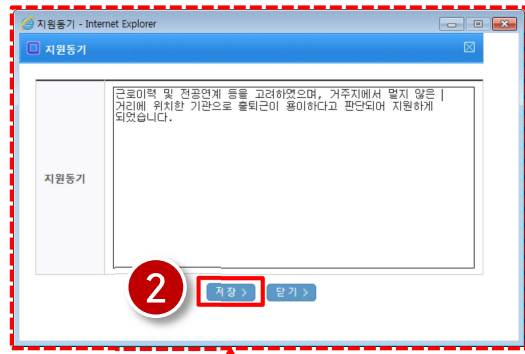 지원동기 - Internet Explorer
지원동기
근로이력 및 전공연계 등을 고려하였으며, 거주지에서 멀지 않은
거리에 위치한 기관으로 출퇴근이 용이하다고 판단되어 지원하게
되었습니다.
지원동기
2
저장 > 닫기 >